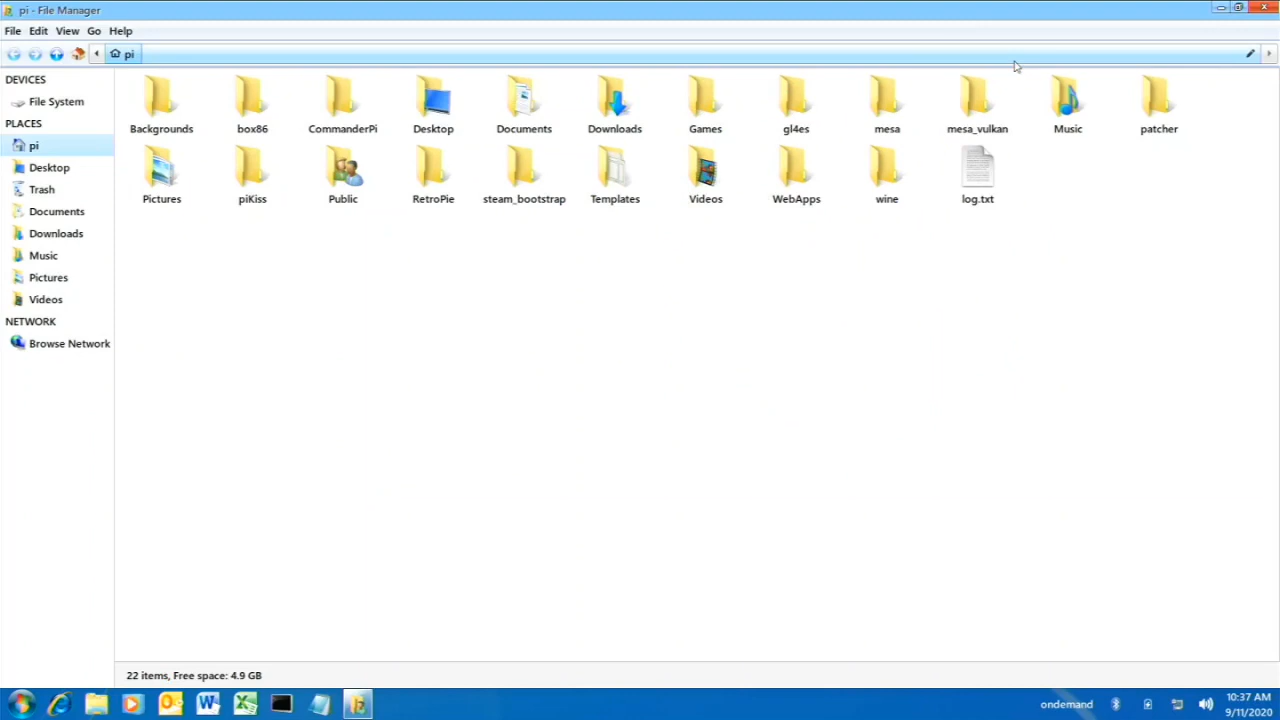 pi - File Manager
File Edit View Go Help
pi
DEVICES
File System
PLACES
pi
Desktop
Trash
Documents
Downloads
Music
Pictures
Videos
NETWORK
Browse Network
Backgrounds box86 CommanderPi Desktop Documents Downloads Games gl4es mesa mesa_vulkan Music patcher
Pictures piKiss Public RetroPie steam_bootstrap Templates Videos WebApps wine log.txt
22 items, Free space: 4.9 GB
ondemand
10:37 AM
9/11/2020